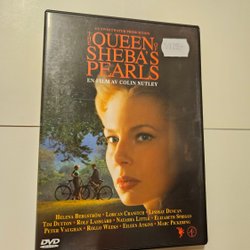 THE QUEEN OF
SHEBA'S
PEARLS
EN FILM AV COLIN NUTLEY
HELENA BERGSTRÖM · LORCAN CRANITCH · LINDSAY DUNCAN
TIM DUTTON · ROLF LASSGÅRD · NATASHA LITTLE · ELIZABETH SPRIGGS
PETER VAUGHAN · ROLLO WEEKS · EILEEN ATKINS · MARC PICKERING
DVD